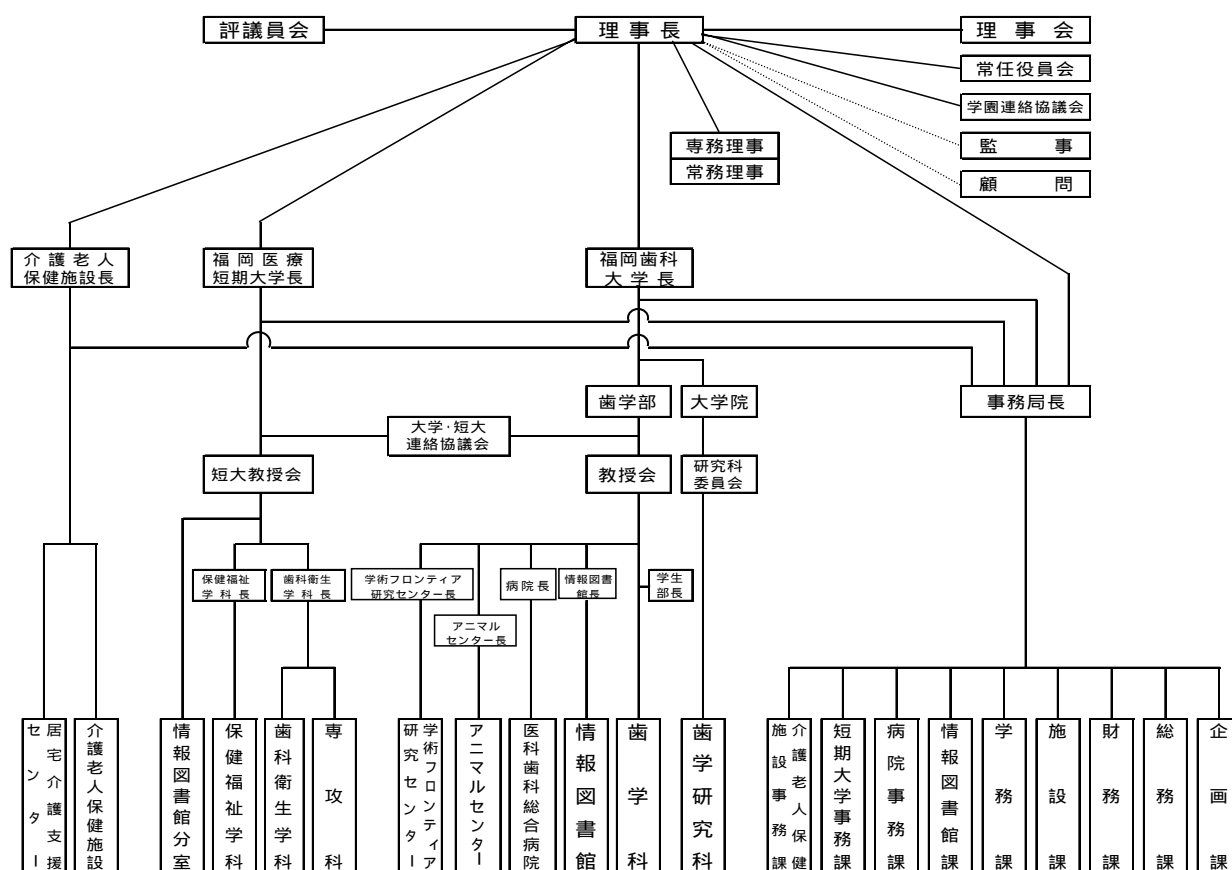 評議員会
理事長
理事会
常任役員会
学園連絡協議会
監事
顧問
専務理事
常務理事
介護老人
保健施設長
福岡医療
短期大学長
福岡歯科
大学長
歯学部
大学院
事務局長
大学・短大
連絡協議会
短大教授会
教授会
研究科
委員会
保健福祉
学科長
歯科衛生
学科長
学術フロンティア
研究センター長
病院長
情報図書
館長
学生
部長
アニマル
センター長
居宅介護支援
センター
介護老人保健施設
情報図書館分室
保健福祉学科
歯科衛生学科
専攻科
学術フロンティア
研究センター
アニマルセンター
医科歯科総合病院
情報図書館
歯学科
歯学研究科
介護老人保健
施設事務課
短期大学事務課
病院事務課
情報図書館課
学務課
施設課
財務課
総務課
企画課